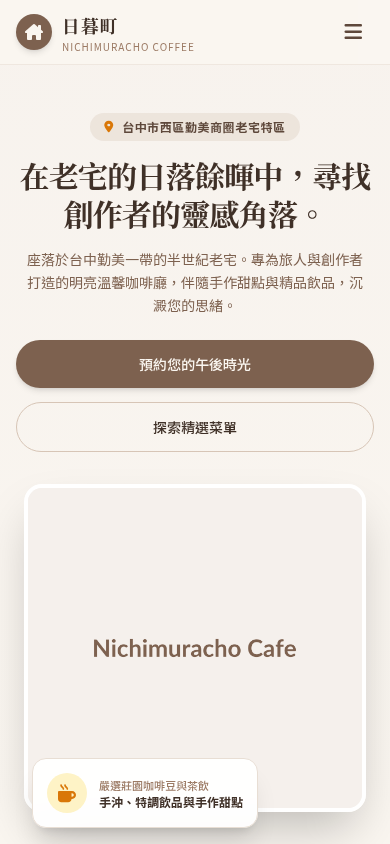 日暮町
NICHIMURACHO COFFEE
台中市西區勤美商圈老宅特區
在老宅的日落餘暉中，尋找
創作者的靈感角落。
座落於台中勤美一帶的半世紀老宅。專為旅人與創作者
打造的明亮溫馨咖啡廳，伴隨手作甜點與精品飲品，沉
澱您的思緒。
預約您的午後時光
探索精選菜單
Nichimuracho Cafe
嚴選莊園咖啡豆與茶飲
手沖、特調飲品與手作甜點